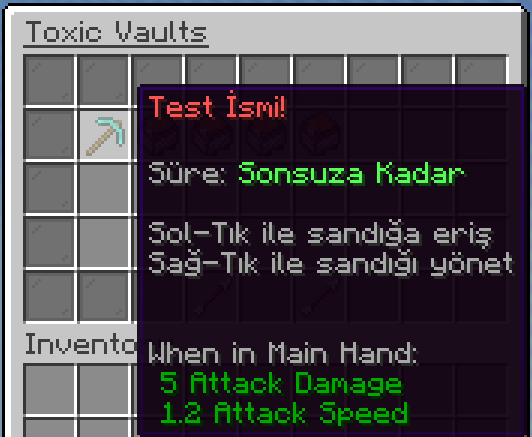 Toxic Vaults
Test İsmi!
Süre: Sonsuza Kadar
Sol-Tık ile sandığa eriş
Sağ-Tık ile sandığı yönet
When in Main Hand:
5 Attack Damage
1.2 Attack Speed